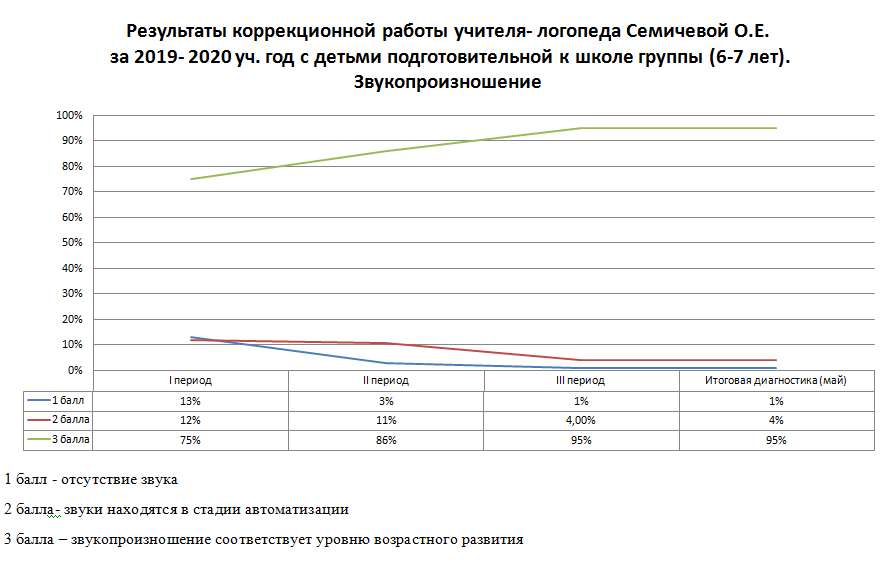 Результаты коррекционной работы учителя- логопеда Семичевой О.Е.
за 2019- 2020 уч. год с детьми подготовительной к школе группы (6-7 лет).
Звукопроизношение
100%
90%
80%
70%
60%
50%
40%
30%
20%
10%
0%
I период II период III период Итоговая диагностика (май)
1 балл 13% 3% 1% 1%
2 балла 12% 11% 4,00% 4%
3 балла 75% 86% 95% 95%
1 балл - отсутствие звука
2 балла- звуки находятся в стадии автоматизации
3 балла – звукопроизношение соответствует уровню возрастного развития